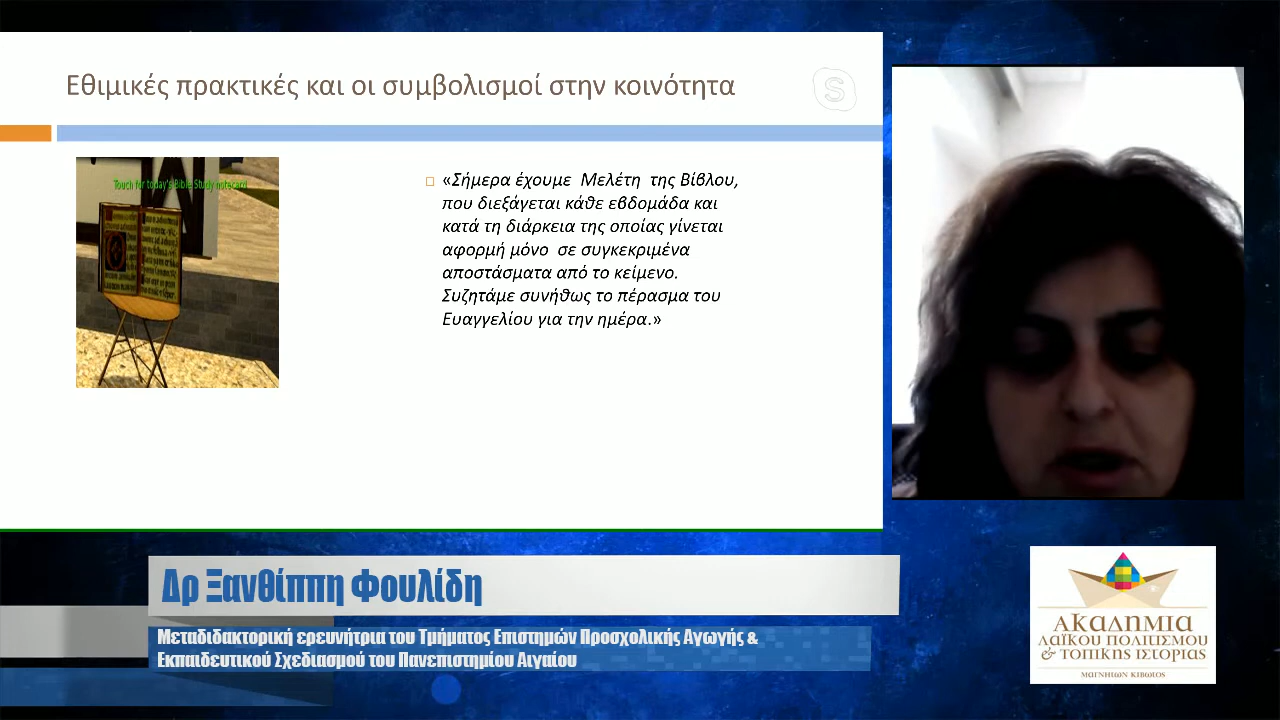 Εθιμικές πρακτικές και οι συμβολισμοί στην κοινότητα
Touch for today's Bible Study notecard
«Σήμερα έχουμε Μελέτη της Βίβλου,
που διεξάγεται κάθε εβδομάδα και
κατά τη διάρκεια της οποίας γίνεται
αφορμή μόνο σε συγκεκριμένα
αποστάσματα από το κείμενο.
Συζητάμε συνήθως το πέρασμα του
Ευαγγελίου για την ημέρα.»
Δρ Ξανθίππη Φουλίδη
Μεταδιδακτορική ερευνήτρια του Τμήματος Επιστημών Προσχολικής Αγωγής &
Εκπαιδευτικού Σχεδιασμού του Πανεπιστημίου Αιγαίου
ΑΚΑΔΗΜΙΑ
ΛΑΪΚΟΥ ΠΟΛΙΤΙΣΜΟΥ
& ΤΟΠΙΚΗΣ ΙΣΤΟΡΙΑΣ
ΜΑΓΝΗΤΩΝ ΚΙΒΩΤΟΣ